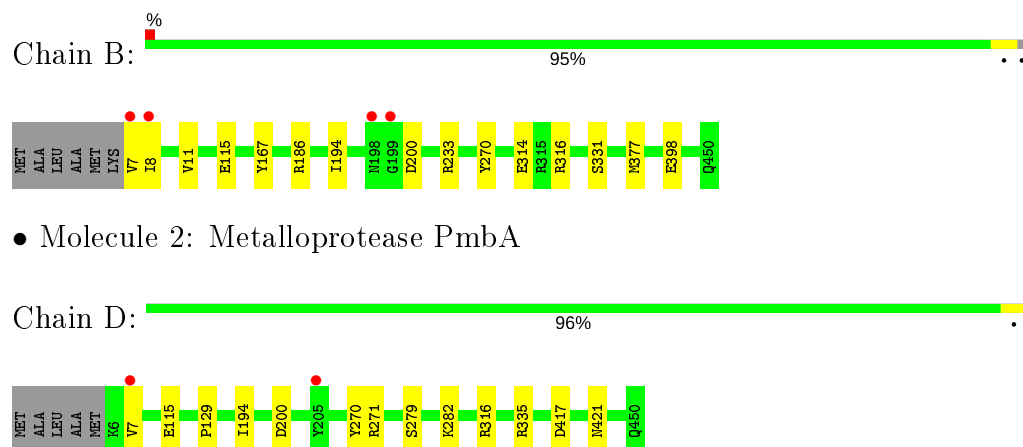 %
Chain B:
95%
• •
MET ALA LEU ALA MET LYS V7 I8 V11 E115 Y167 R186 I194 N198 G199 D200 R233 Y270 E314 R315 R316 S331 M377 E398 Q450
• Molecule 2: Metalloprotease PmbA
Chain D:
96%
•
MET ALA LEU ALA MET K6 V7 E115 P129 I194 D200 Y205 Y270 R271 S279 K282 R316 R335 D417 N421 Q450